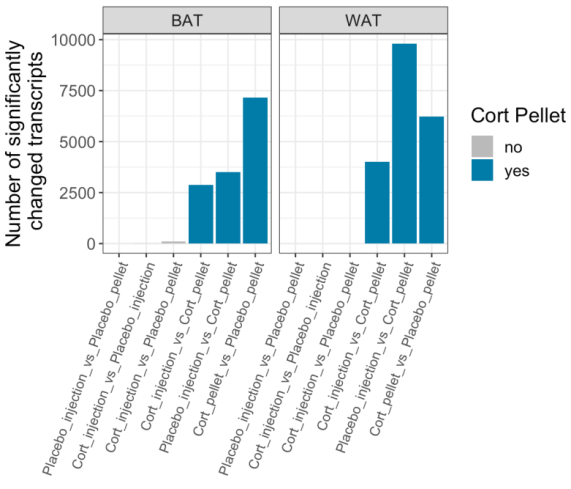 BAT
WAT
Number of significantly
changed transcripts
10000
7500
5000
2500
0
Placebo_injection_vs_Placebo_pellet
Cort_injection_vs_Placebo_injection
Cort_injection_vs_Placebo_pellet
Cort_injection_vs_Cort_pellet
Placebo_injection_vs_Cort_pellet
Cort_pellet_vs_Placebo_pellet
Placebo_injection_vs_Placebo_pellet
Cort_injection_vs_Placebo_injection
Cort_injection_vs_Placebo_pellet
Cort_injection_vs_Cort_pellet
Placebo_injection_vs_Cort_pellet
Cort_pellet_vs_Placebo_pellet
Cort Pellet
no
yes